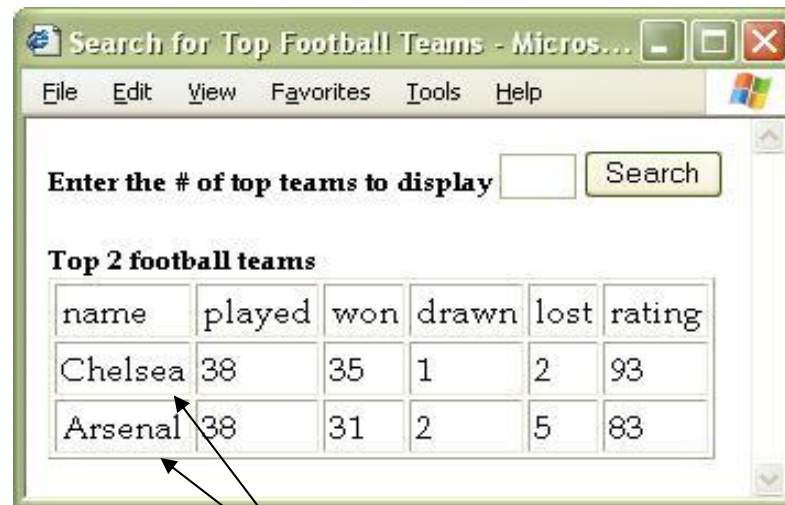 Search for Top Football Teams - Micros...
File Edit View Favorites Tools Help
Enter the # of top teams to display Search
Top 2 football teams
name played won drawn lost rating
Chelsea 38 35 1 2 93
Arsenal 38 31 2 5 83